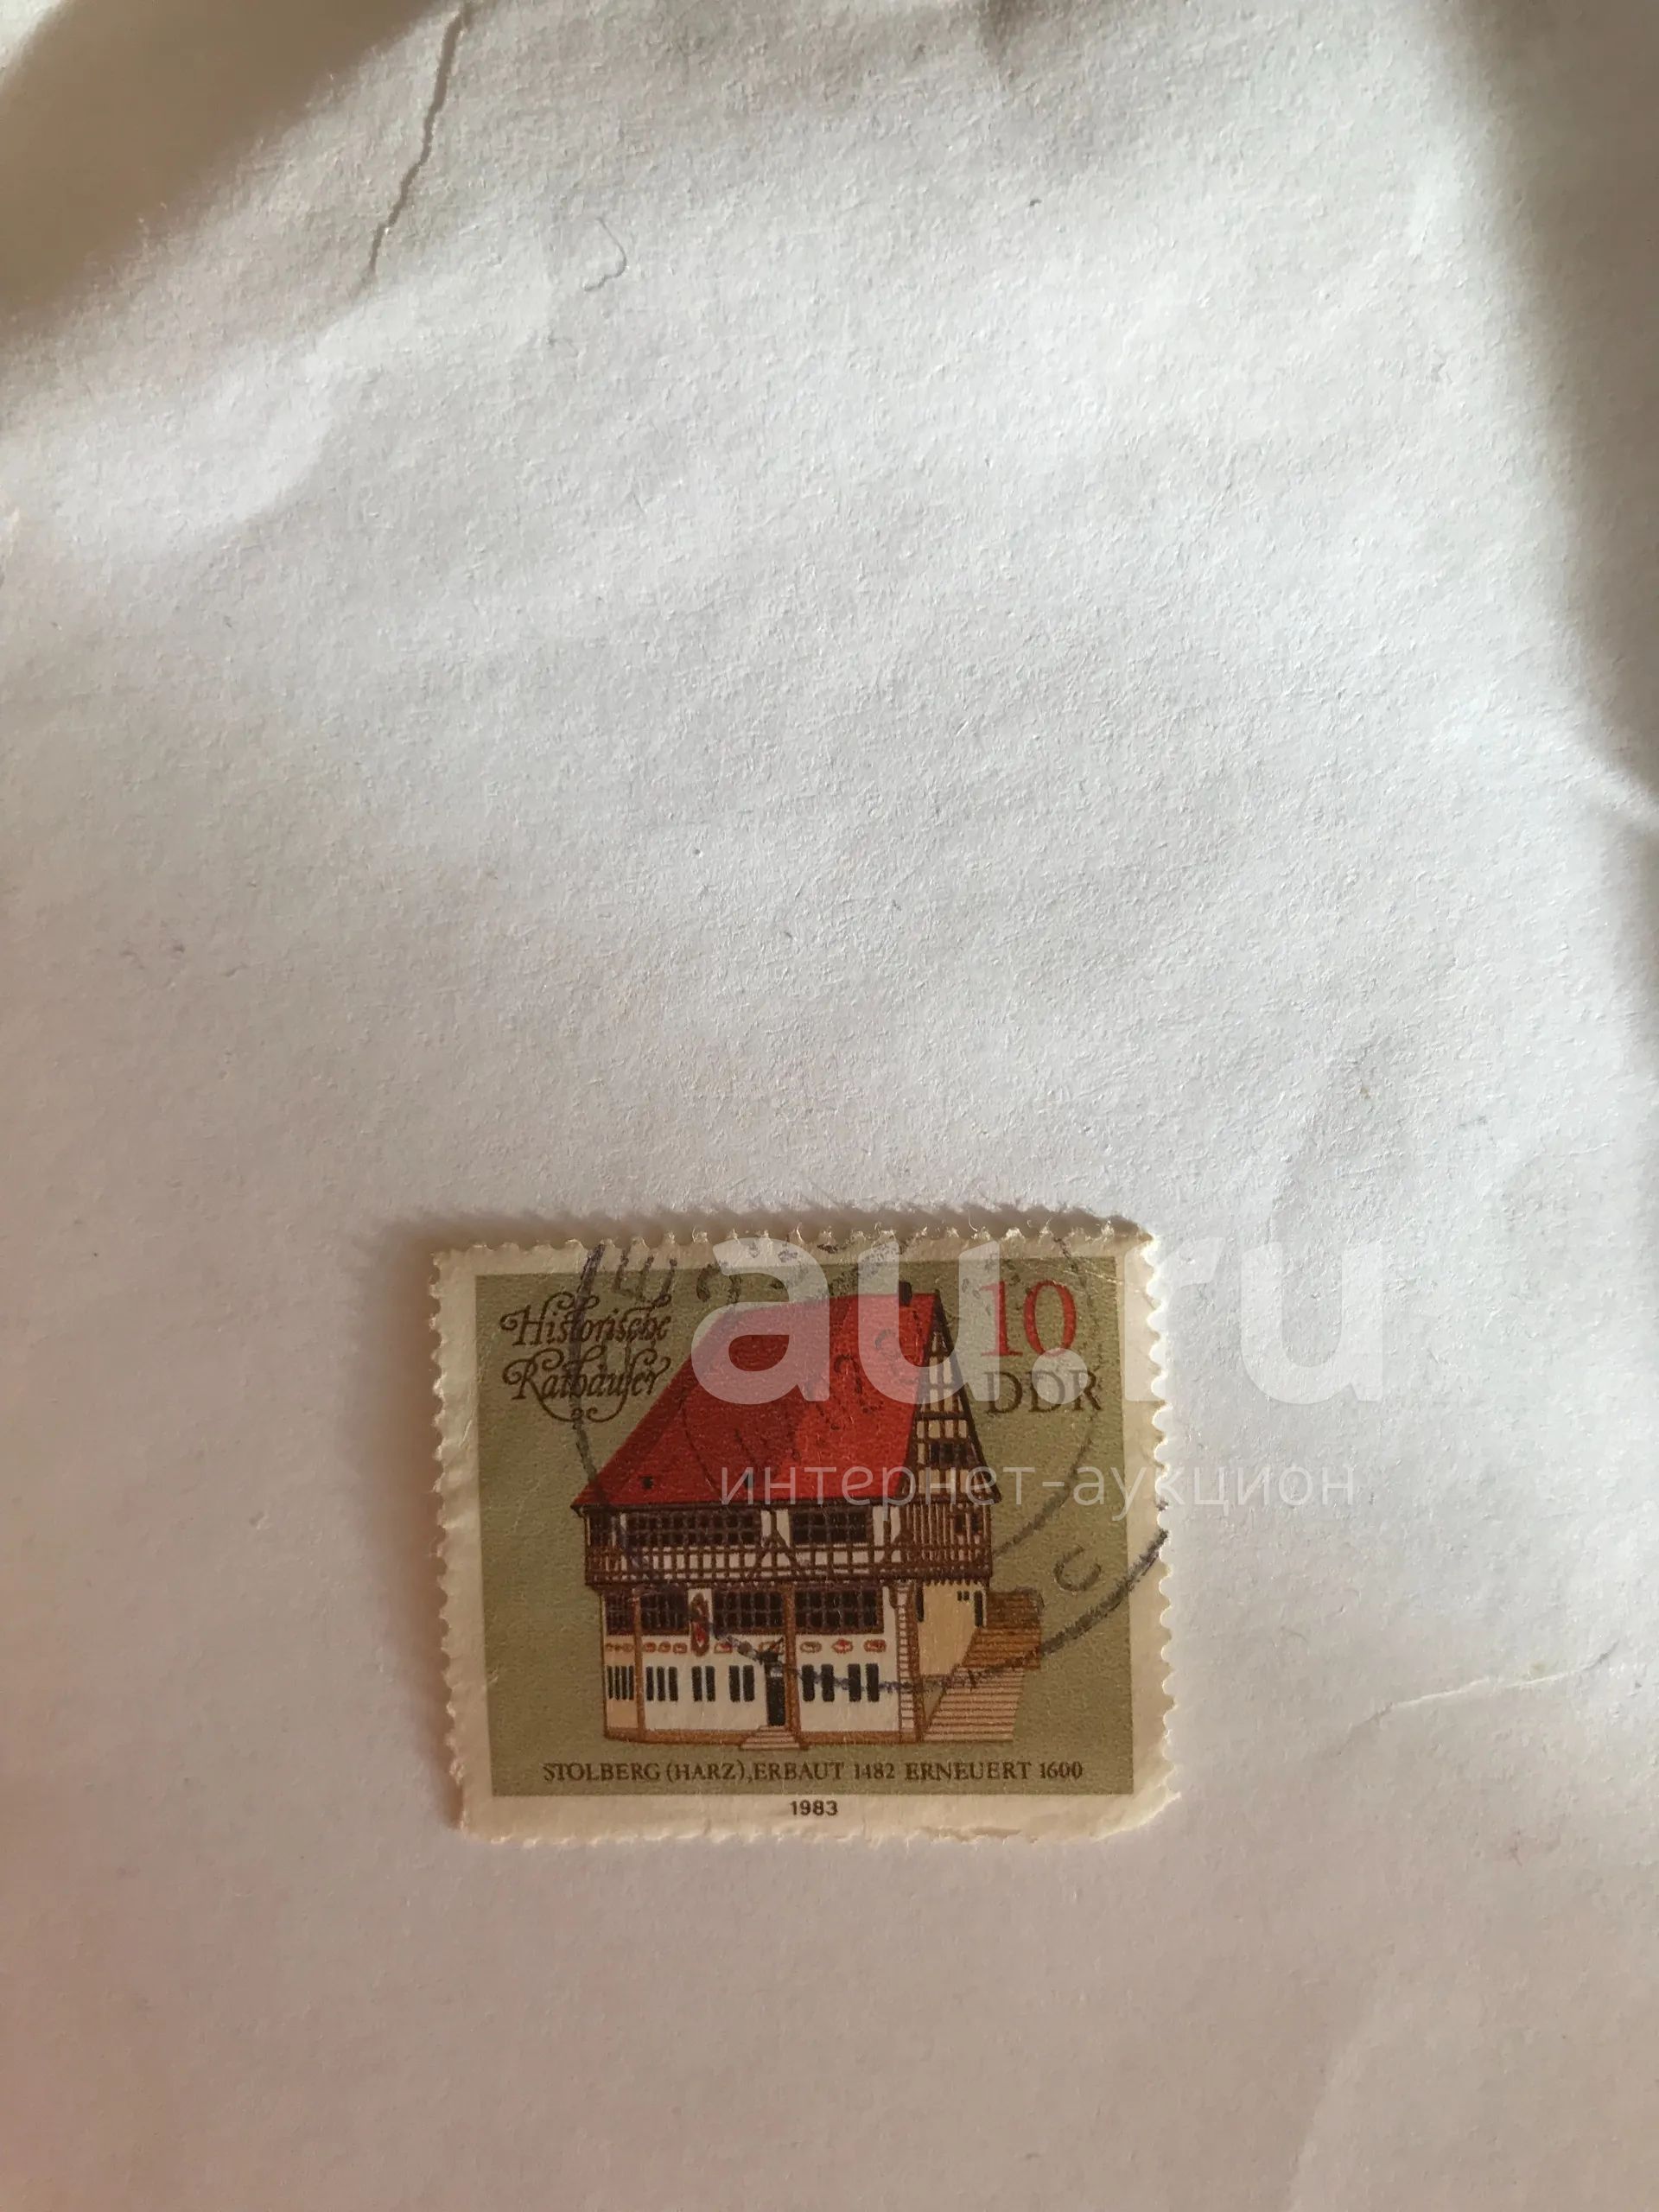 Historische
Rathäuser
10
DDR
au.ru
интернет-аукцион
STOLBERG (HARZ), ERBAUT 1482 ERNEUERT 1600
1983